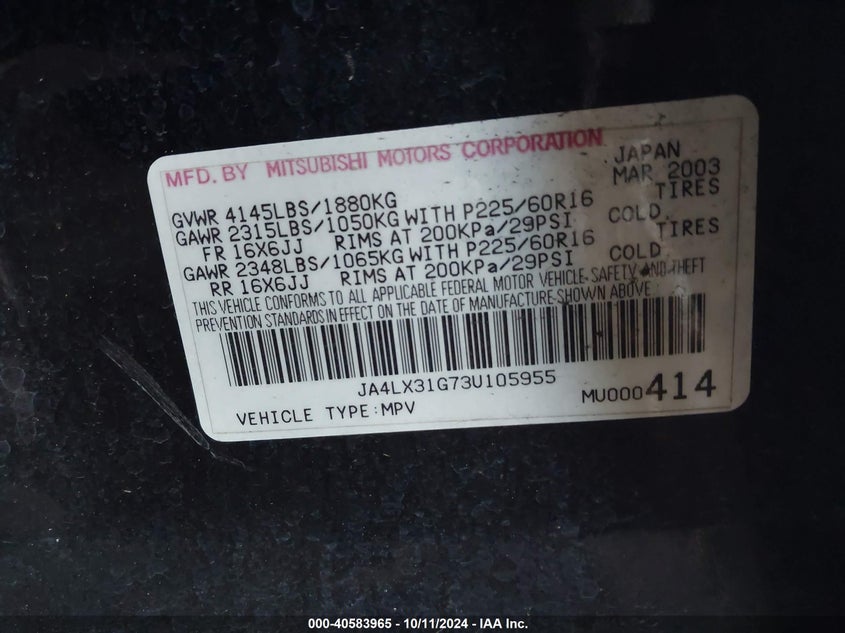 MFD. BY MITSUBISHI MOTORS CORPORATION JAPAN
MAR 2003
GVWR 4145LBS/1880KG
GAWR 2315LBS/1050KG WITH P225/60R16 TIRES
FR 16X6JJ RIMS AT 200KPa/29PSI COLD.
GAWR 2348LBS/1065KG WITH P225/60R16 TIRES
RR 16X6JJ RIMS AT 200KPa/29PSI COLD
THIS VEHICLE CONFORMS TO ALL APPLICABLE FEDERAL MOTOR VEHICLE SAFETY AND THEFT
PREVENTION STANDARDS IN EFFECT ON THE DATE OF MANUFACTURE SHOWN ABOVE.
JA4LX31G73U105955
VEHICLE TYPE:MPV MU000414
000-40583965 - 10/11/2024 - IAA Inc.